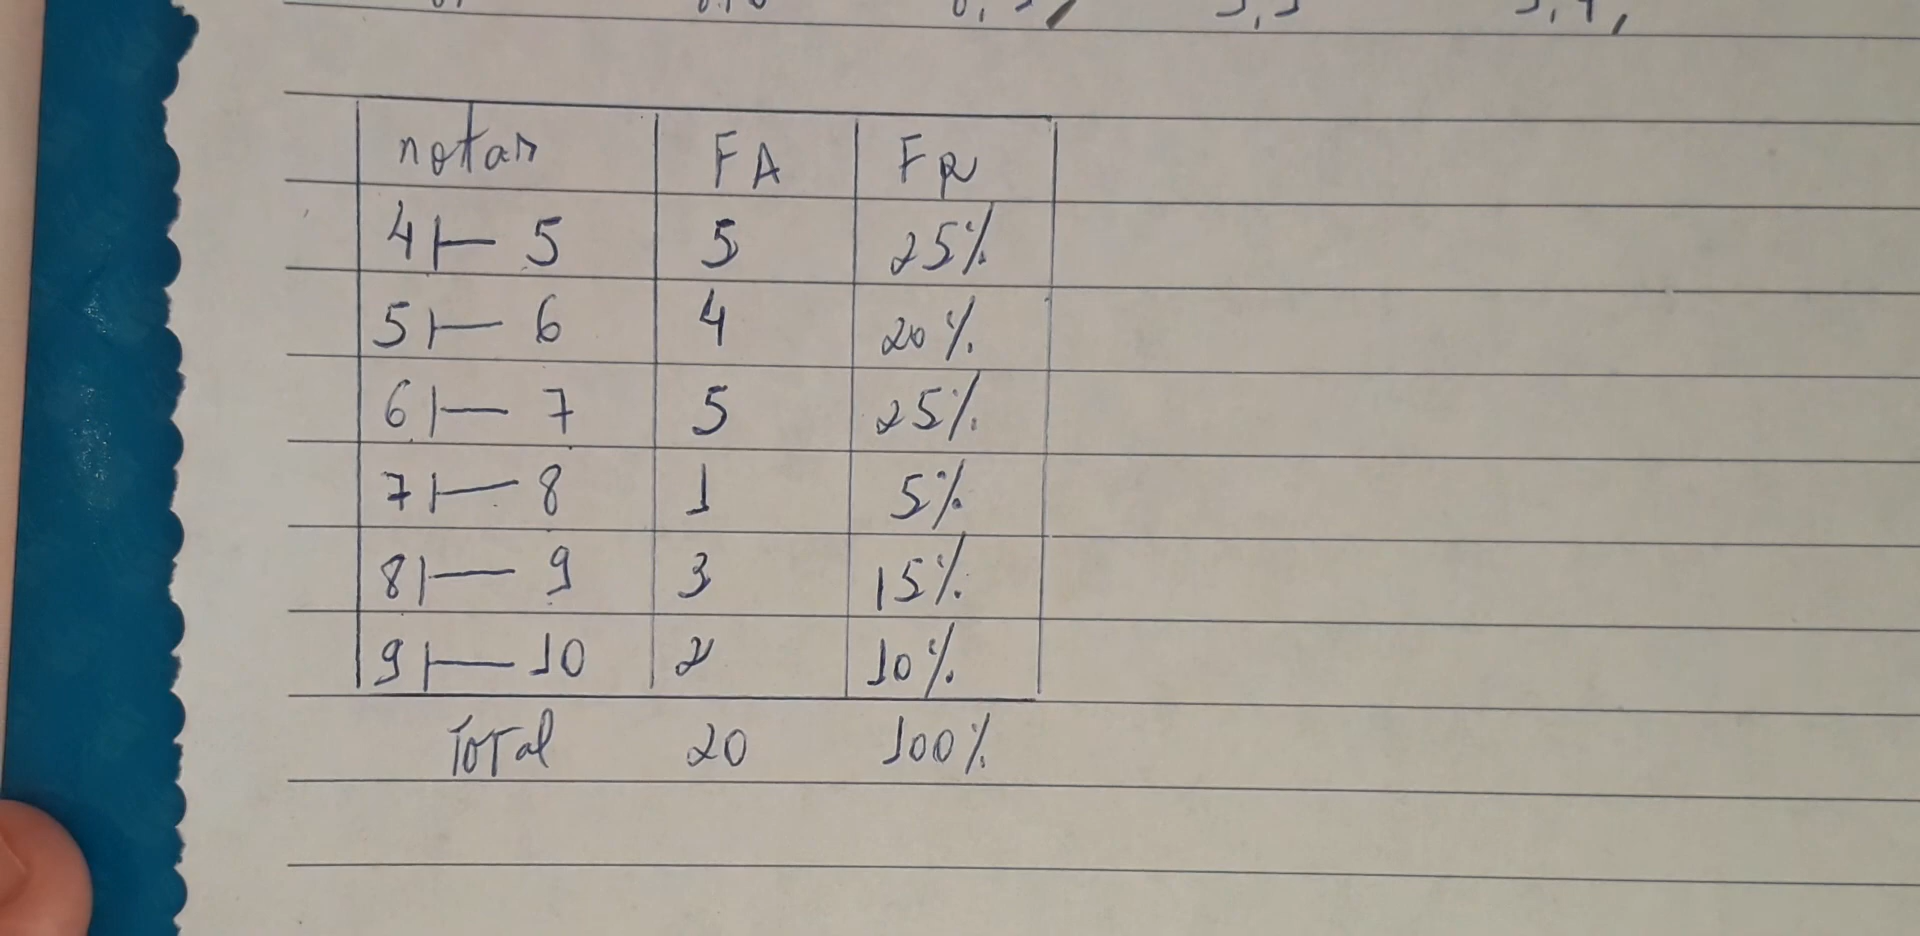 notas FA FR
4 |— 5 5 25%
5 |— 6 4 20%
6 |— 7 5 25%
7 |— 8 1 5%
8 |— 9 3 15%
9 |— 10 2 10%
Total 20 100%